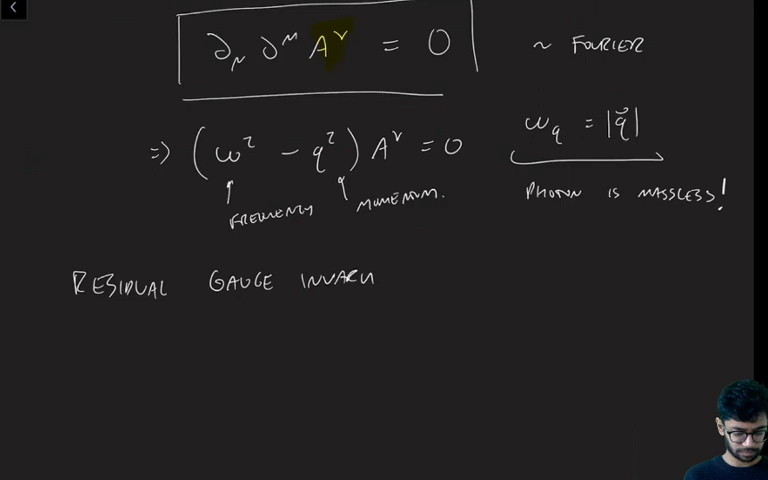 ∂_μ ∂^μ A^ν = 0 ~ FOURIER
⇒ (ω² − q²) A^ν = 0 ω_q = |q⃗|
FREQUENCY MOMENTUM. PHOTON IS MASSLESS!
RESIDUAL GAUGE INVARI